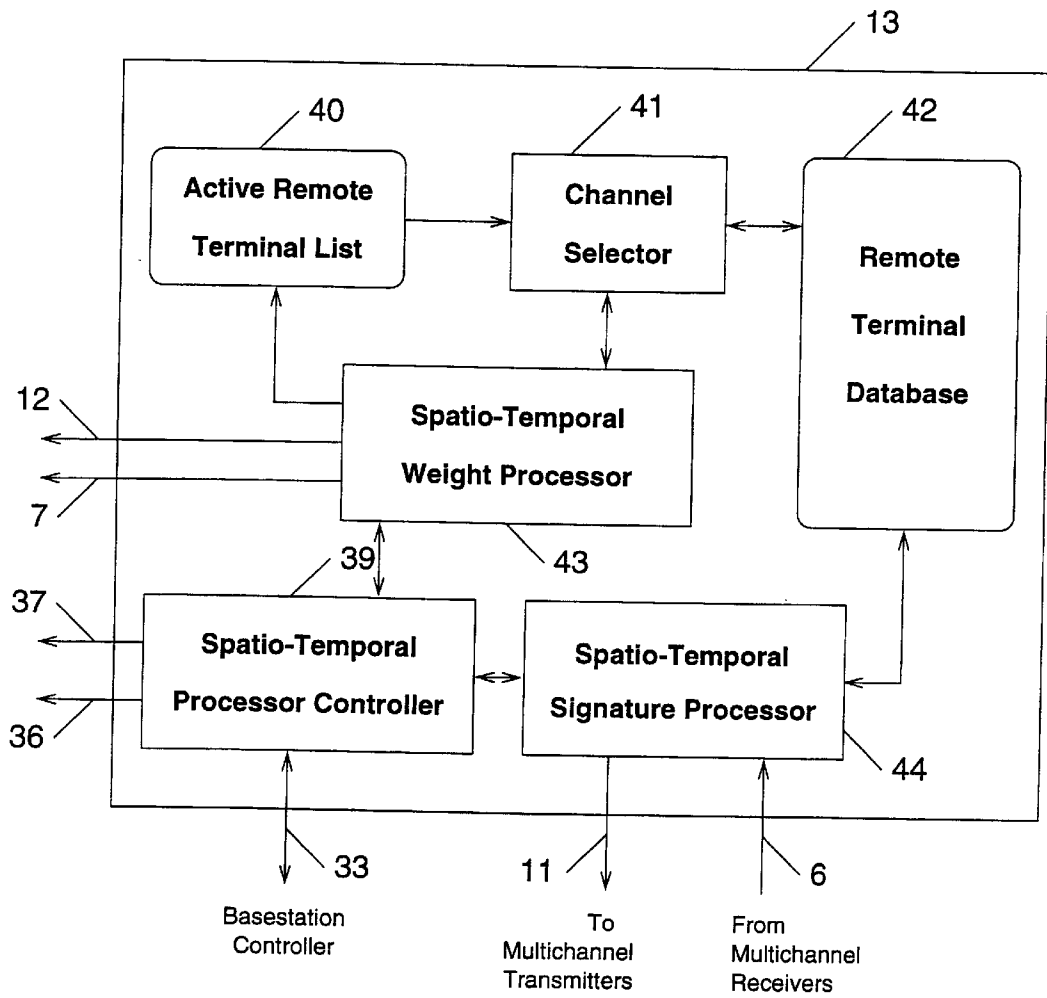 13
40
41
42
Active Remote
Terminal List
Channel
Selector
Remote
Terminal
Database
12
7
Spatio-Temporal
Weight Processor
43
39
37
36
Spatio-Temporal
Processor Controller
Spatio-Temporal
Signature Processor
44
33
11
6
Basestation
Controller
To
Multichannel
Transmitters
From
Multichannel
Receivers